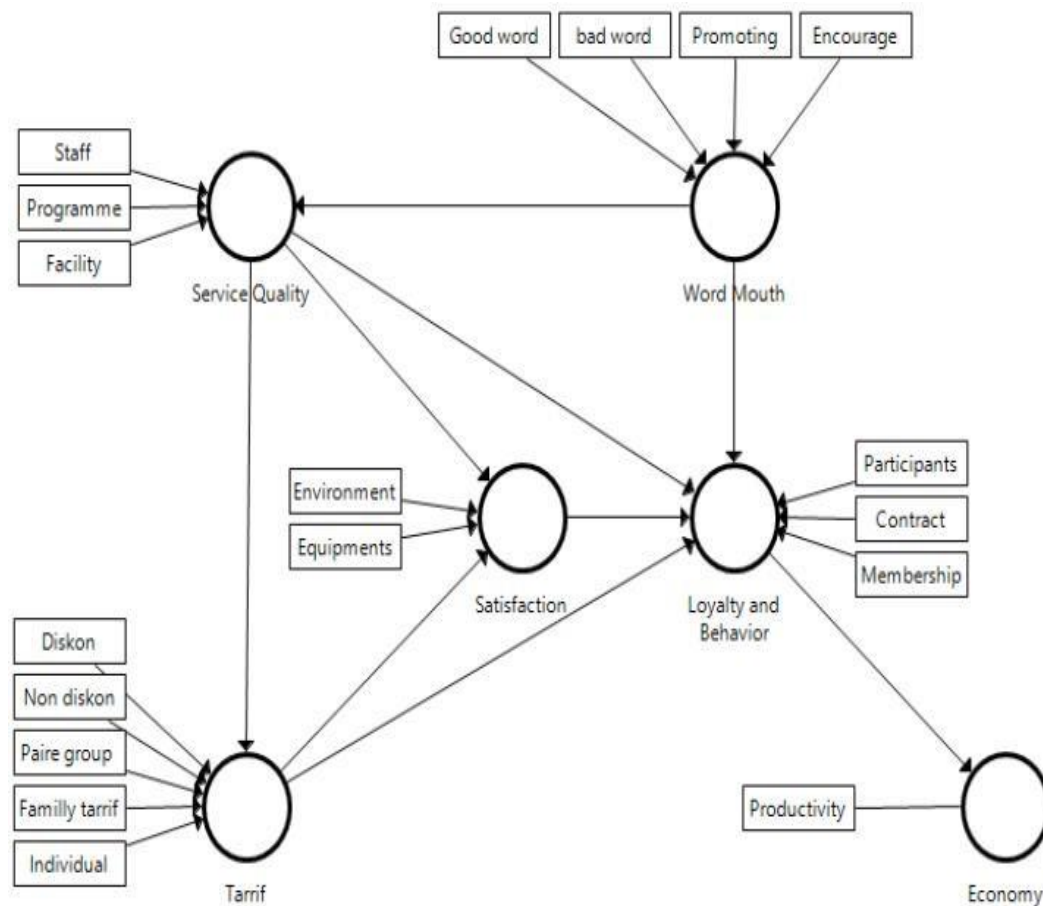 Good word
bad word
Promoting
Encourage
Staff
Programme
Facility
Service Quality
Word Mouth
Environment
Equipments
Satisfaction
Participants
Contract
Membership
Loyalty and
Behavior
Diskon
Non diskon
Paire group
Familly tarrif
Individual
Tarrif
Productivity
Economy